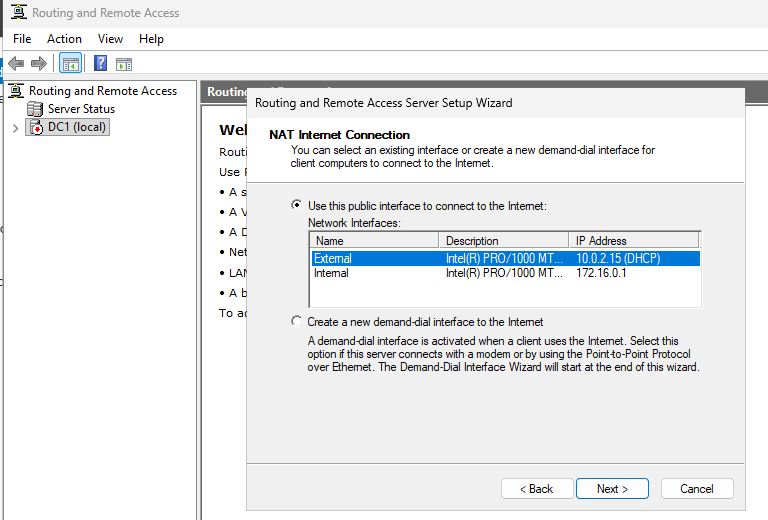 Routing and Remote Access
File Action View Help
Routing and Remote Access
Server Status
DC1 (local)
Routing and Remote Access Server Setup Wizard
NAT Internet Connection
You can select an existing interface or create a new demand-dial interface for
client computers to connect to the Internet.
Use this public interface to connect to the Internet:
Network Interfaces:
Name Description IP Address
External Intel(R) PRO/1000 MT... 10.0.2.15 (DHCP)
Internal Intel(R) PRO/1000 MT... 172.16.0.1
Create a new demand-dial interface to the Internet
A demand-dial interface is activated when a client uses the Internet. Select this
option if this server connects with a modem or by using the Point-to-Point Protocol
over Ethernet. The Demand-Dial Interface Wizard will start at the end of this wizard.
< Back Next > Cancel
Wel
Routi
Use
• A s
• A V
• A D
• Net
• LAN
• A b
To ad